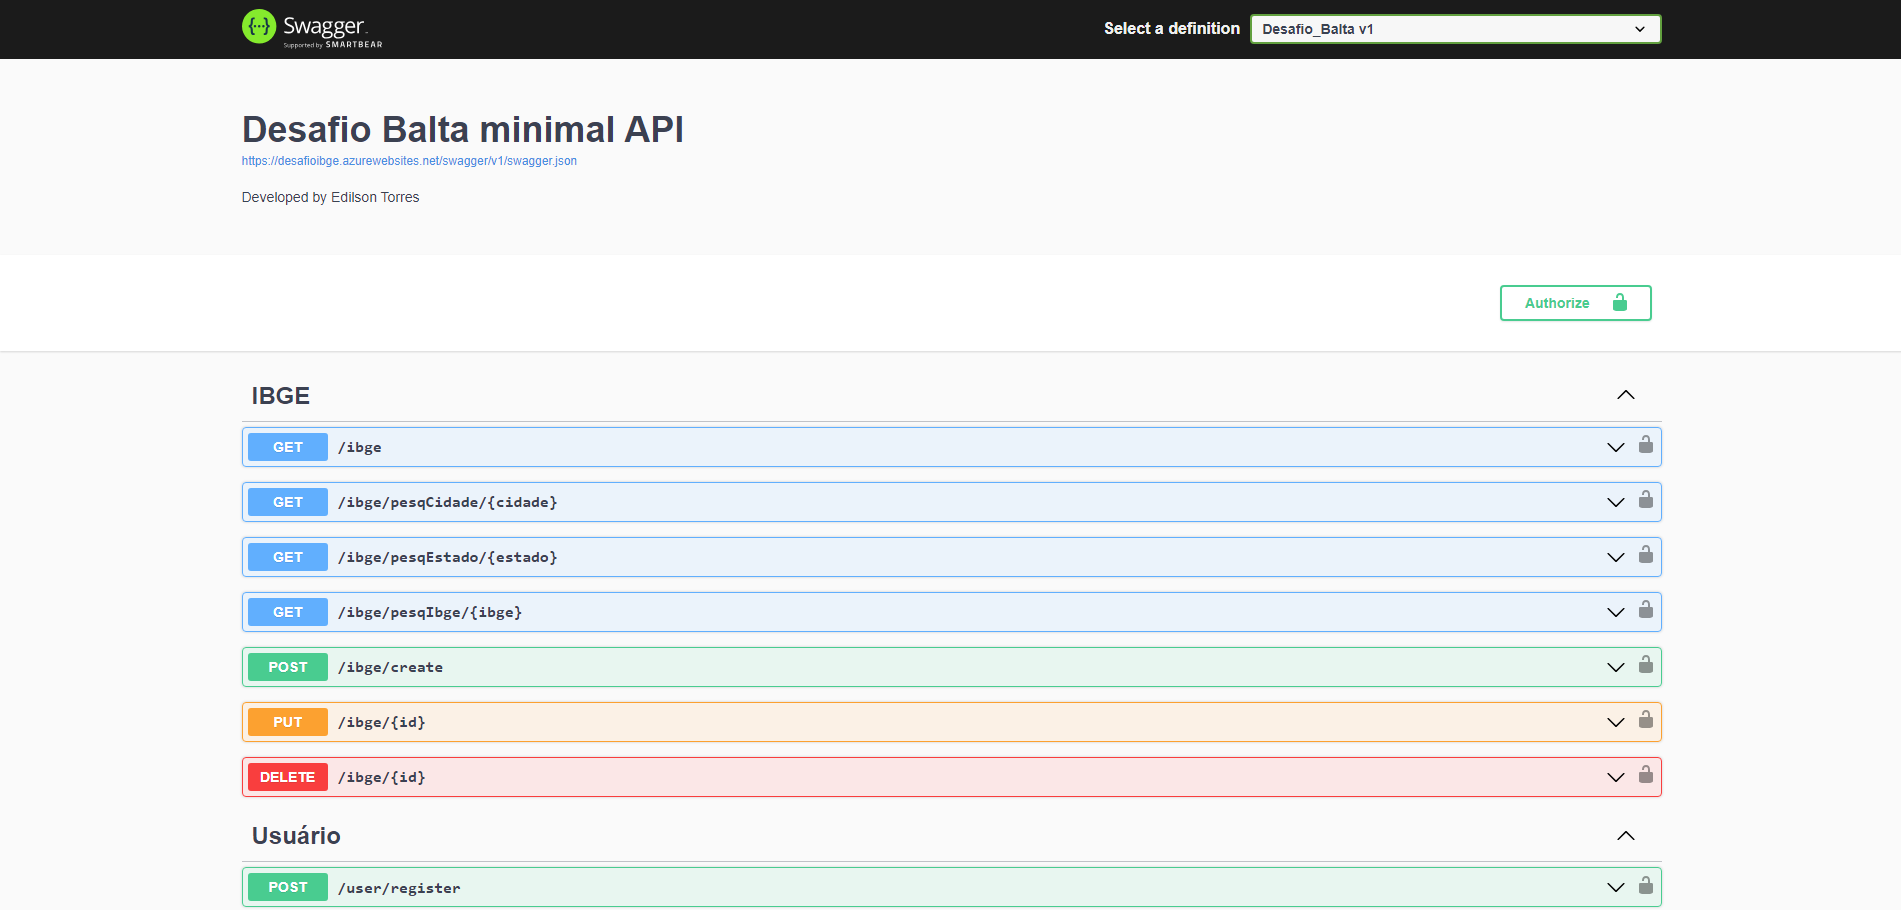 Swagger
Supported by SMARTBEAR
Select a definition
Desafio_Balta v1
Desafio Balta minimal API
https://desafioibge.azurewebsites.net/swagger/v1/swagger.json
Developed by Edilson Torres
Authorize
IBGE
GET /ibge
GET /ibge/pesqCidade/{cidade}
GET /ibge/pesqEstado/{estado}
GET /ibge/pesqIbge/{ibge}
POST /ibge/create
PUT /ibge/{id}
DELETE /ibge/{id}
Usuário
POST /user/register